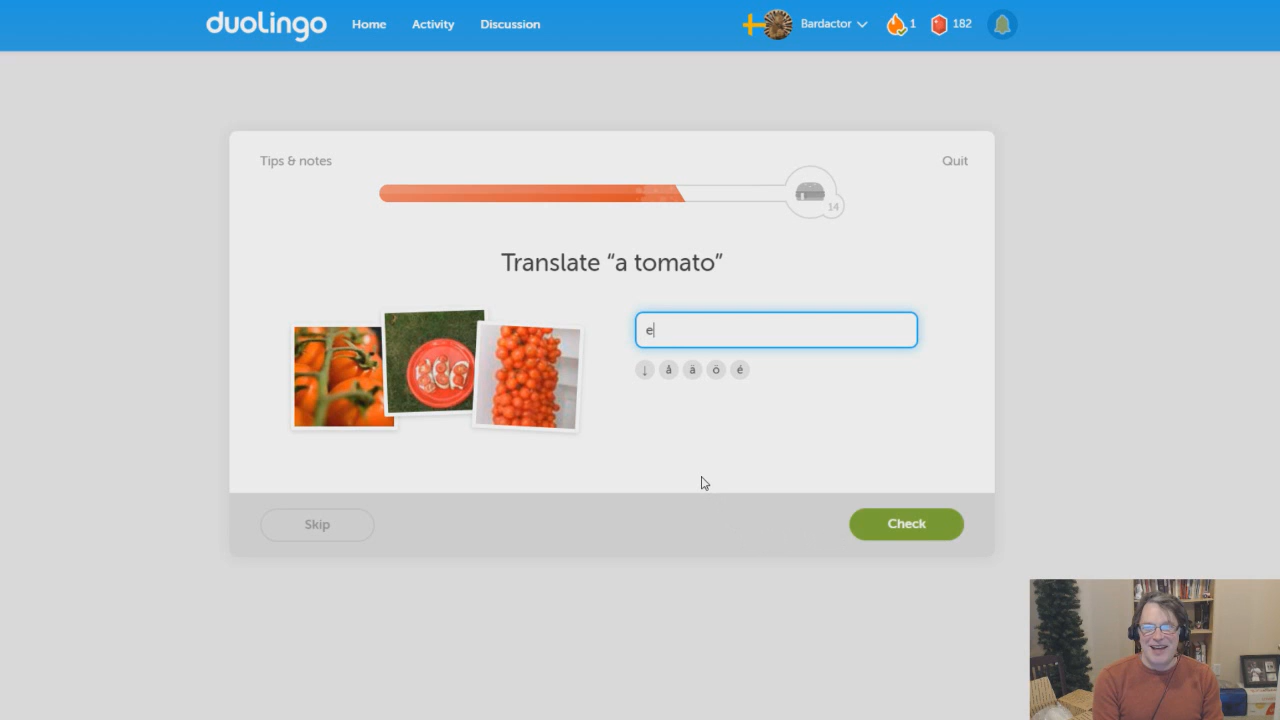 duolingo
Home Activity Discussion
Bardactor 1 182
Tips & notes
Quit
14
Translate “a tomato”
e
↓ å ä ö é
Skip
Check